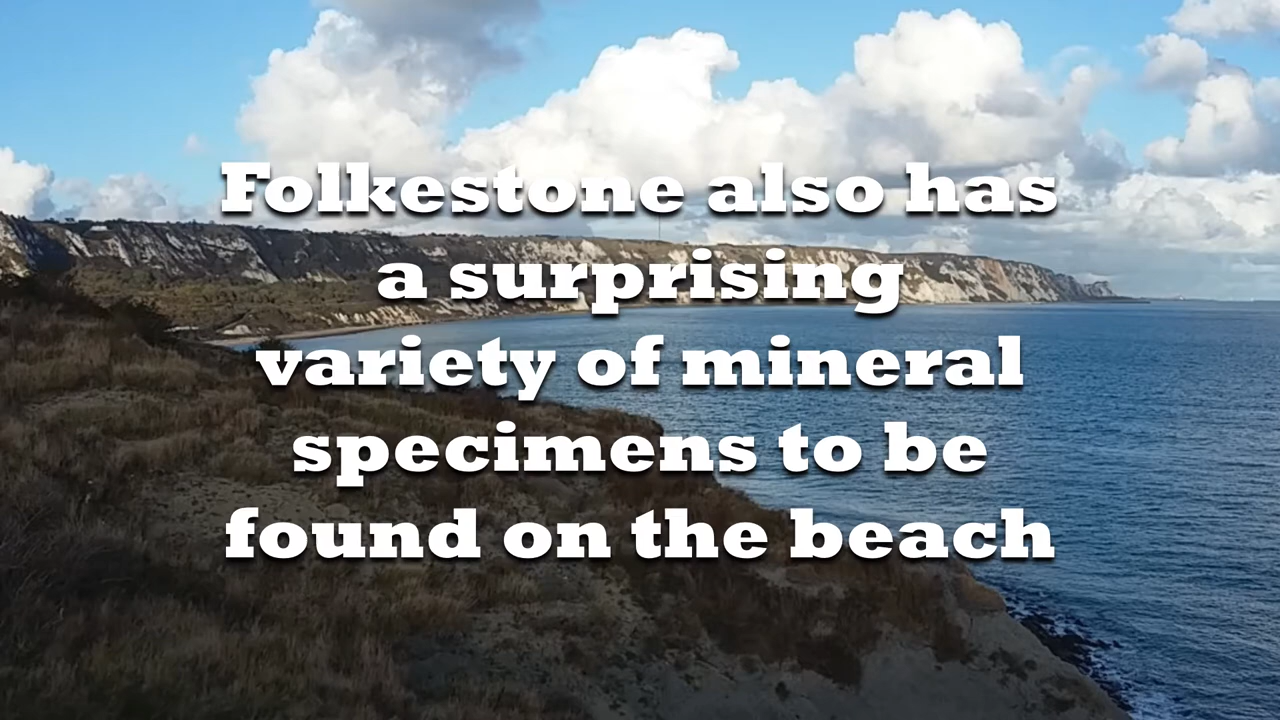 Folkestone also has
a surprising
variety of mineral
specimens to be
found on the beach